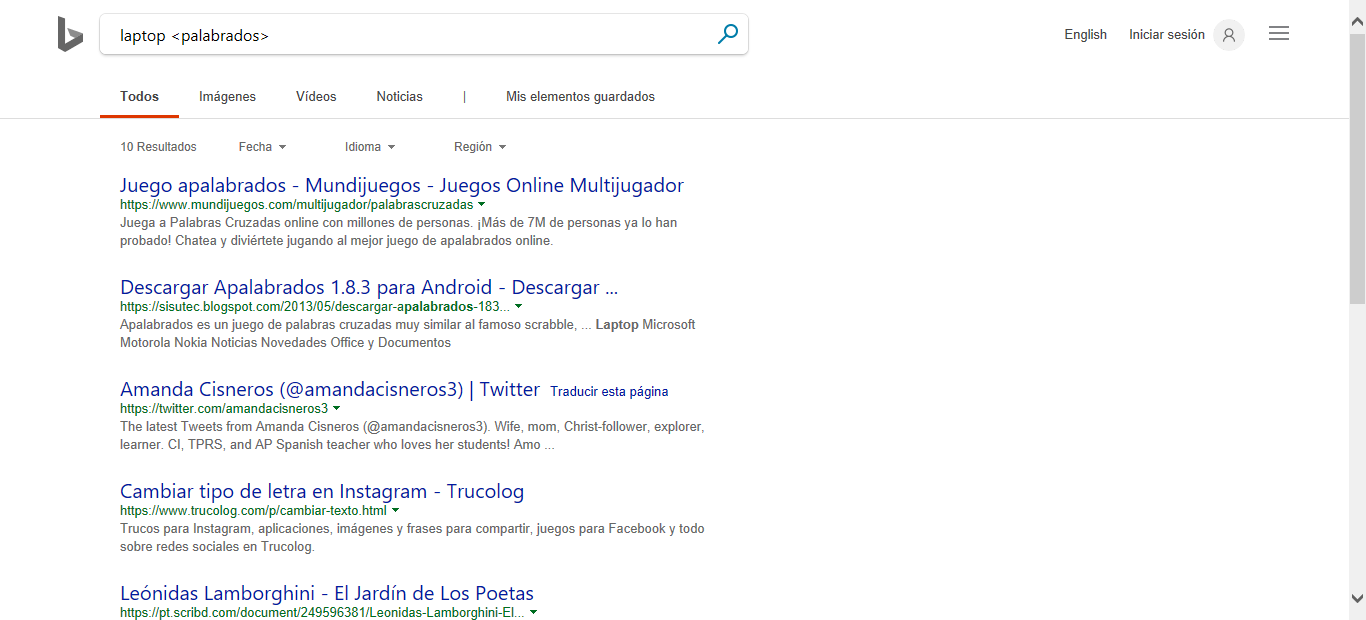 laptop <palabrados>
English Iniciar sesión
Todos Imágenes Vídeos Noticias | Mis elementos guardados
10 Resultados Fecha Idioma Región
Juego apalabrados - Mundijuegos - Juegos Online Multijugador
https://www.mundijuegos.com/multijugador/palabrascruzadas
Juega a Palabras Cruzadas online con millones de personas. ¡Más de 7M de personas ya lo han
probado! Chatea y diviértete jugando al mejor juego de apalabrados online.
Descargar Apalabrados 1.8.3 para Android - Descargar ...
https://sisutec.blogspot.com/2013/05/descargar-apalabrados-183...
Apalabrados es un juego de palabras cruzadas muy similar al famoso scrabble, ... Laptop Microsoft
Motorola Nokia Noticias Novedades Office y Documentos
Amanda Cisneros (@amandacisneros3) | Twitter Traducir esta página
https://twitter.com/amandacisneros3
The latest Tweets from Amanda Cisneros (@amandacisneros3). Wife, mom, Christ-follower, explorer,
learner. CI, TPRS, and AP Spanish teacher who loves her students! Amo ...
Cambiar tipo de letra en Instagram - Trucolog
https://www.trucolog.com/p/cambiar-texto.html
Trucos para Instagram, aplicaciones, imágenes y frases para compartir, juegos para Facebook y todo
sobre redes sociales en Trucolog.
Leónidas Lamborghini - El Jardín de Los Poetas
https://pt.scribd.com/document/249596381/Leonidas-Lamborghini-El...